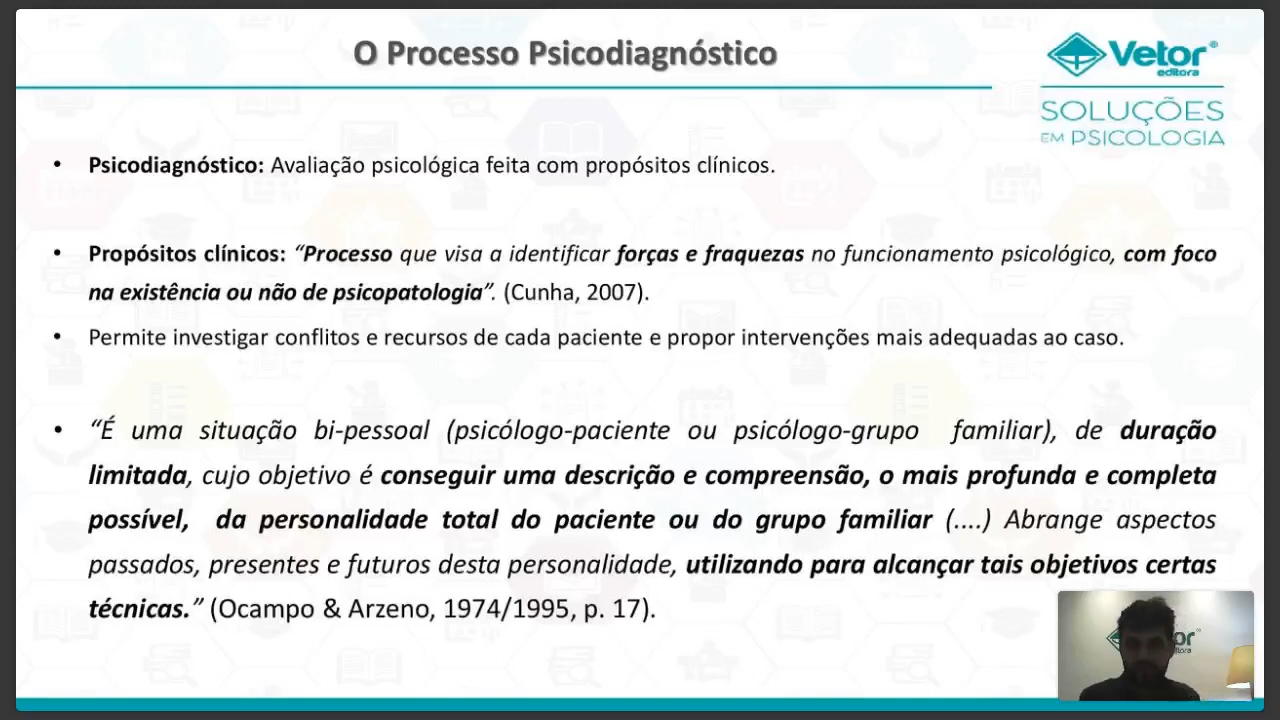 O Processo Psicodiagnóstico
Vetor®
editora
SOLUÇÕES
EM PSICOLOGIA
• Psicodiagnóstico: Avaliação psicológica feita com propósitos clínicos.
• Propósitos clínicos: “Processo que visa a identificar forças e fraquezas no funcionamento psicológico, com foco
na existência ou não de psicopatologia”. (Cunha, 2007).
• Permite investigar conflitos e recursos de cada paciente e propor intervenções mais adequadas ao caso.
• “É uma situação bi-pessoal (psicólogo-paciente ou psicólogo-grupo familiar), de duração
limitada, cujo objetivo é conseguir uma descrição e compreensão, o mais profunda e completa
possível, da personalidade total do paciente ou do grupo familiar (....) Abrange aspectos
passados, presentes e futuros desta personalidade, utilizando para alcançar tais objetivos certas
técnicas.” (Ocampo & Arzeno, 1974/1995, p. 17).